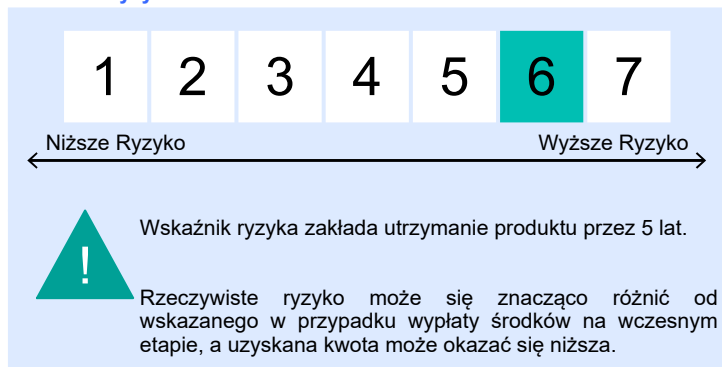 1 2 3 4 5 6 7
Niższe Ryzyko Wyższe Ryzyko
! Wskaźnik ryzyka zakłada utrzymanie produktu przez 5 lat.
Rzeczywiste ryzyko może się znacząco różnić od
wskazanego w przypadku wypłaty środków na wczesnym
etapie, a uzyskana kwota może okazać się niższa.